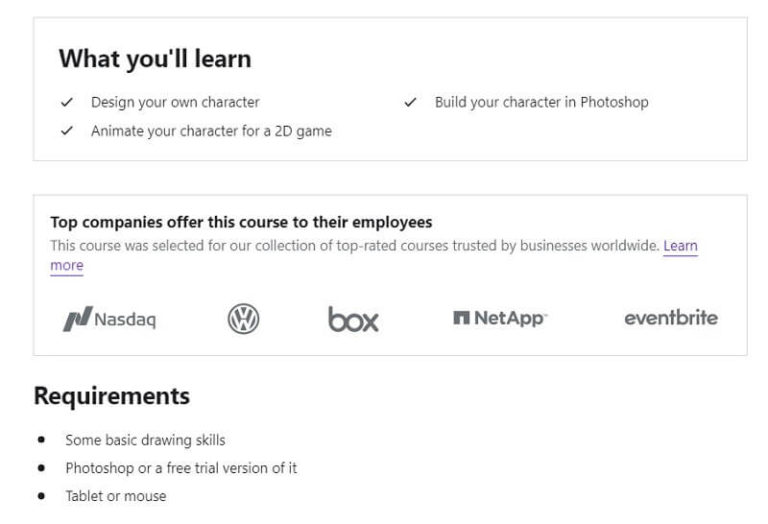 What you'll learn
Design your own character
Build your character in Photoshop
Animate your character for a 2D game
Top companies offer this course to their employees
This course was selected for our collection of top-rated courses trusted by businesses worldwide. Learn
more
Nasdaq
box
NetApp
eventbrite
Requirements
Some basic drawing skills
Photoshop or a free trial version of it
Tablet or mouse